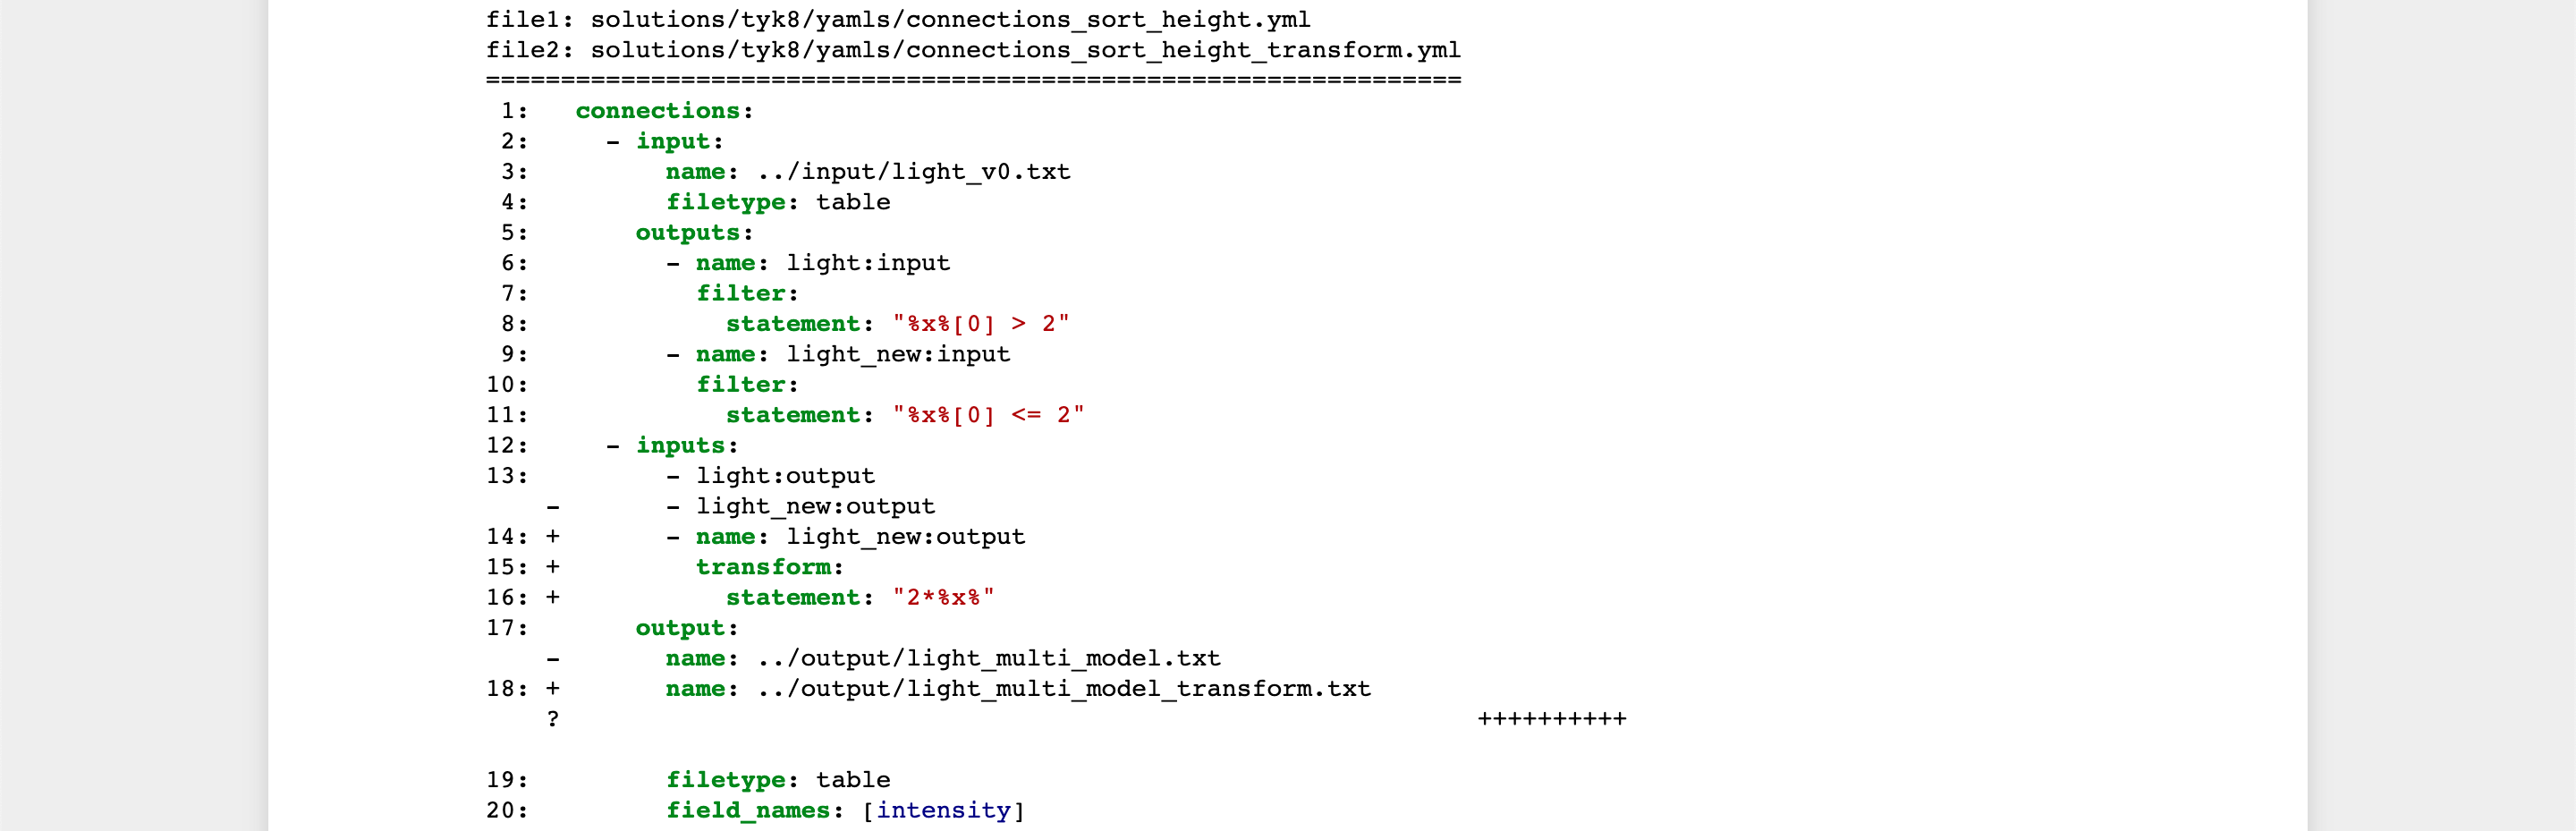 file1: solutions/tyk8/yamls/connections_sort_height.yml
file2: solutions/tyk8/yamls/connections_sort_height_transform.yml
=================================================================
 1:   connections:
 2:     - input:
 3:         name: ../input/light_v0.txt
 4:         filetype: table
 5:       outputs:
 6:         - name: light:input
 7:           filter:
 8:             statement: "%x%[0] > 2"
 9:         - name: light_new:input
10:           filter:
11:             statement: "%x%[0] <= 2"
12:     - inputs:
13:         - light:output
    -       - light_new:output
14: +       - name: light_new:output
15: +         transform:
16: +           statement: "2*%x%"
17:       output:
    -       name: ../output/light_multi_model.txt
18: +       name: ../output/light_multi_model_transform.txt
    ?                                                             ++++++++++
19:         filetype: table
20:         field_names: [intensity]